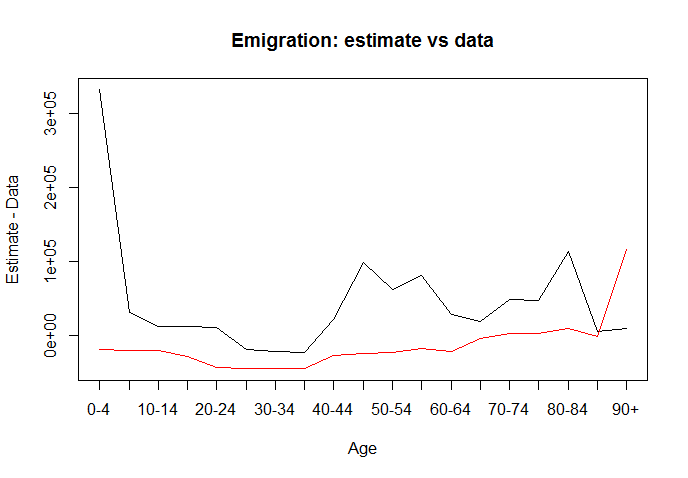 Emigration: estimate vs data
Estimate - Data
3e+05
2e+05
1e+05
0e+00
0-4 10-14 20-24 30-34 40-44 50-54 60-64 70-74 80-84 90+
Age